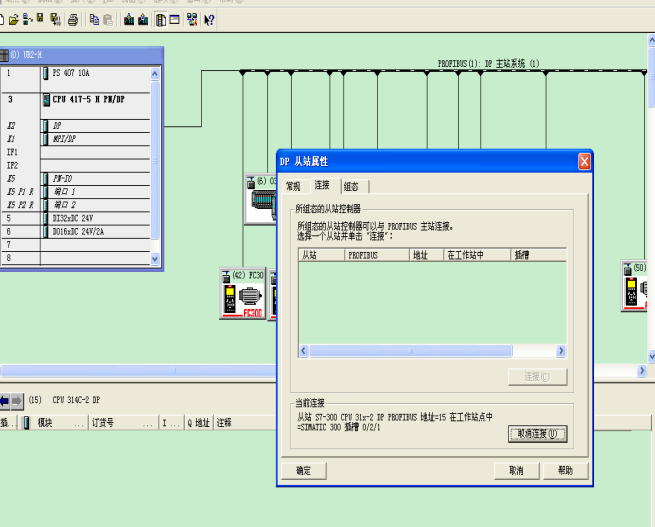 (0) UR2-H
1 PS 407 10A
3 CPU 417-5 H PN/DP
X2 DP
X1 MPI/DP
IF1
IF2
X5 PN-IO
X5 P1 R 端口 1
X5 P2 R 端口 2
5 DI32xDC 24V
6 DO16xDC 24V/2A
7
8
PROFIBUS(1): DP 主站系统 (1)
(6) 03
(42) FC30
FC300
(50)
DP 从站属性
常规 连接 组态
所组态的从站控制器
所组态的从站控制器可以与 PROFIBUS 主站连接。
选择一个从站并单击 "连接"：
从站 PROFIBUS 地址 在工作站中 插槽
连接(C)
当前连接
从站 S7-300 CPU 31x-2 DP PROFIBUS 地址=15 在工作站点中
=SIMATIC 300 插槽 0/2/1
取消连接(U)
确定 取消 帮助
(15) CPU 314C-2 DP
插... 模块 ... 订货号 ... I ... Q 地址 注释